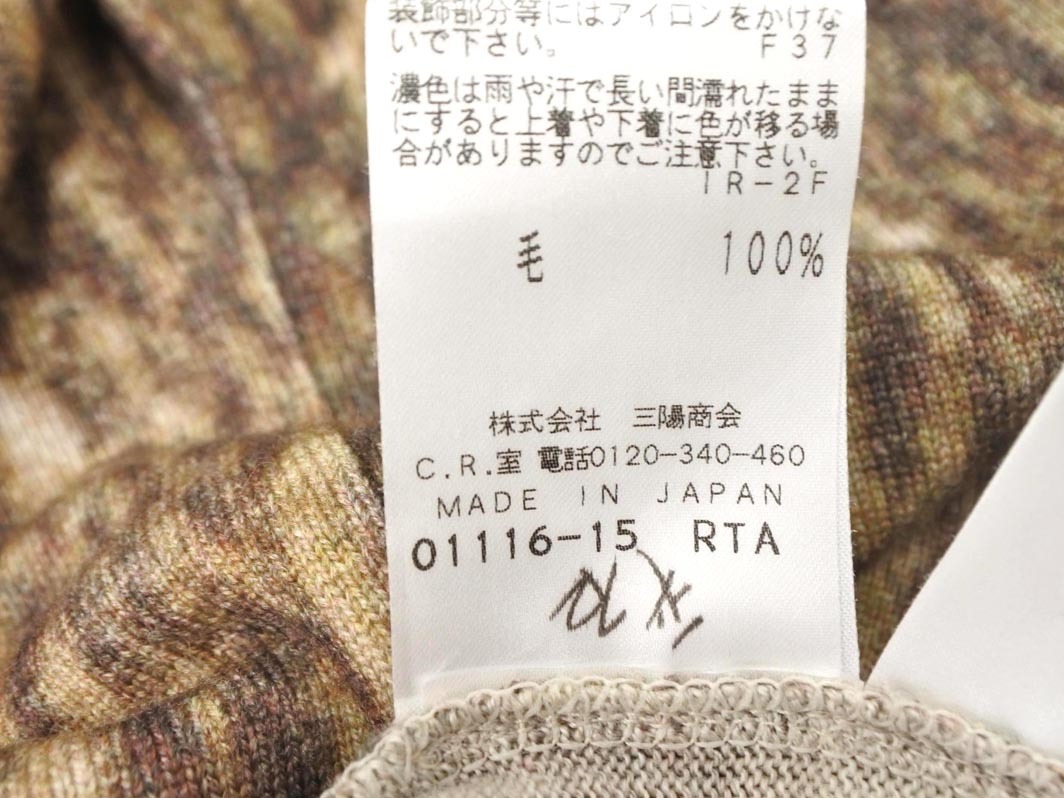 装飾部分等にはアイロンをかけな
いで下さい。 F37
濃色は雨や汗で長い間濡れたまま
にすると上着や下着に色が移る場
合がありますのでご注意下さい。
IR-2F
毛 100%
株式会社 三陽商会
C.R.室 電話0120-340-460
MADE IN JAPAN
01116-15 RTA